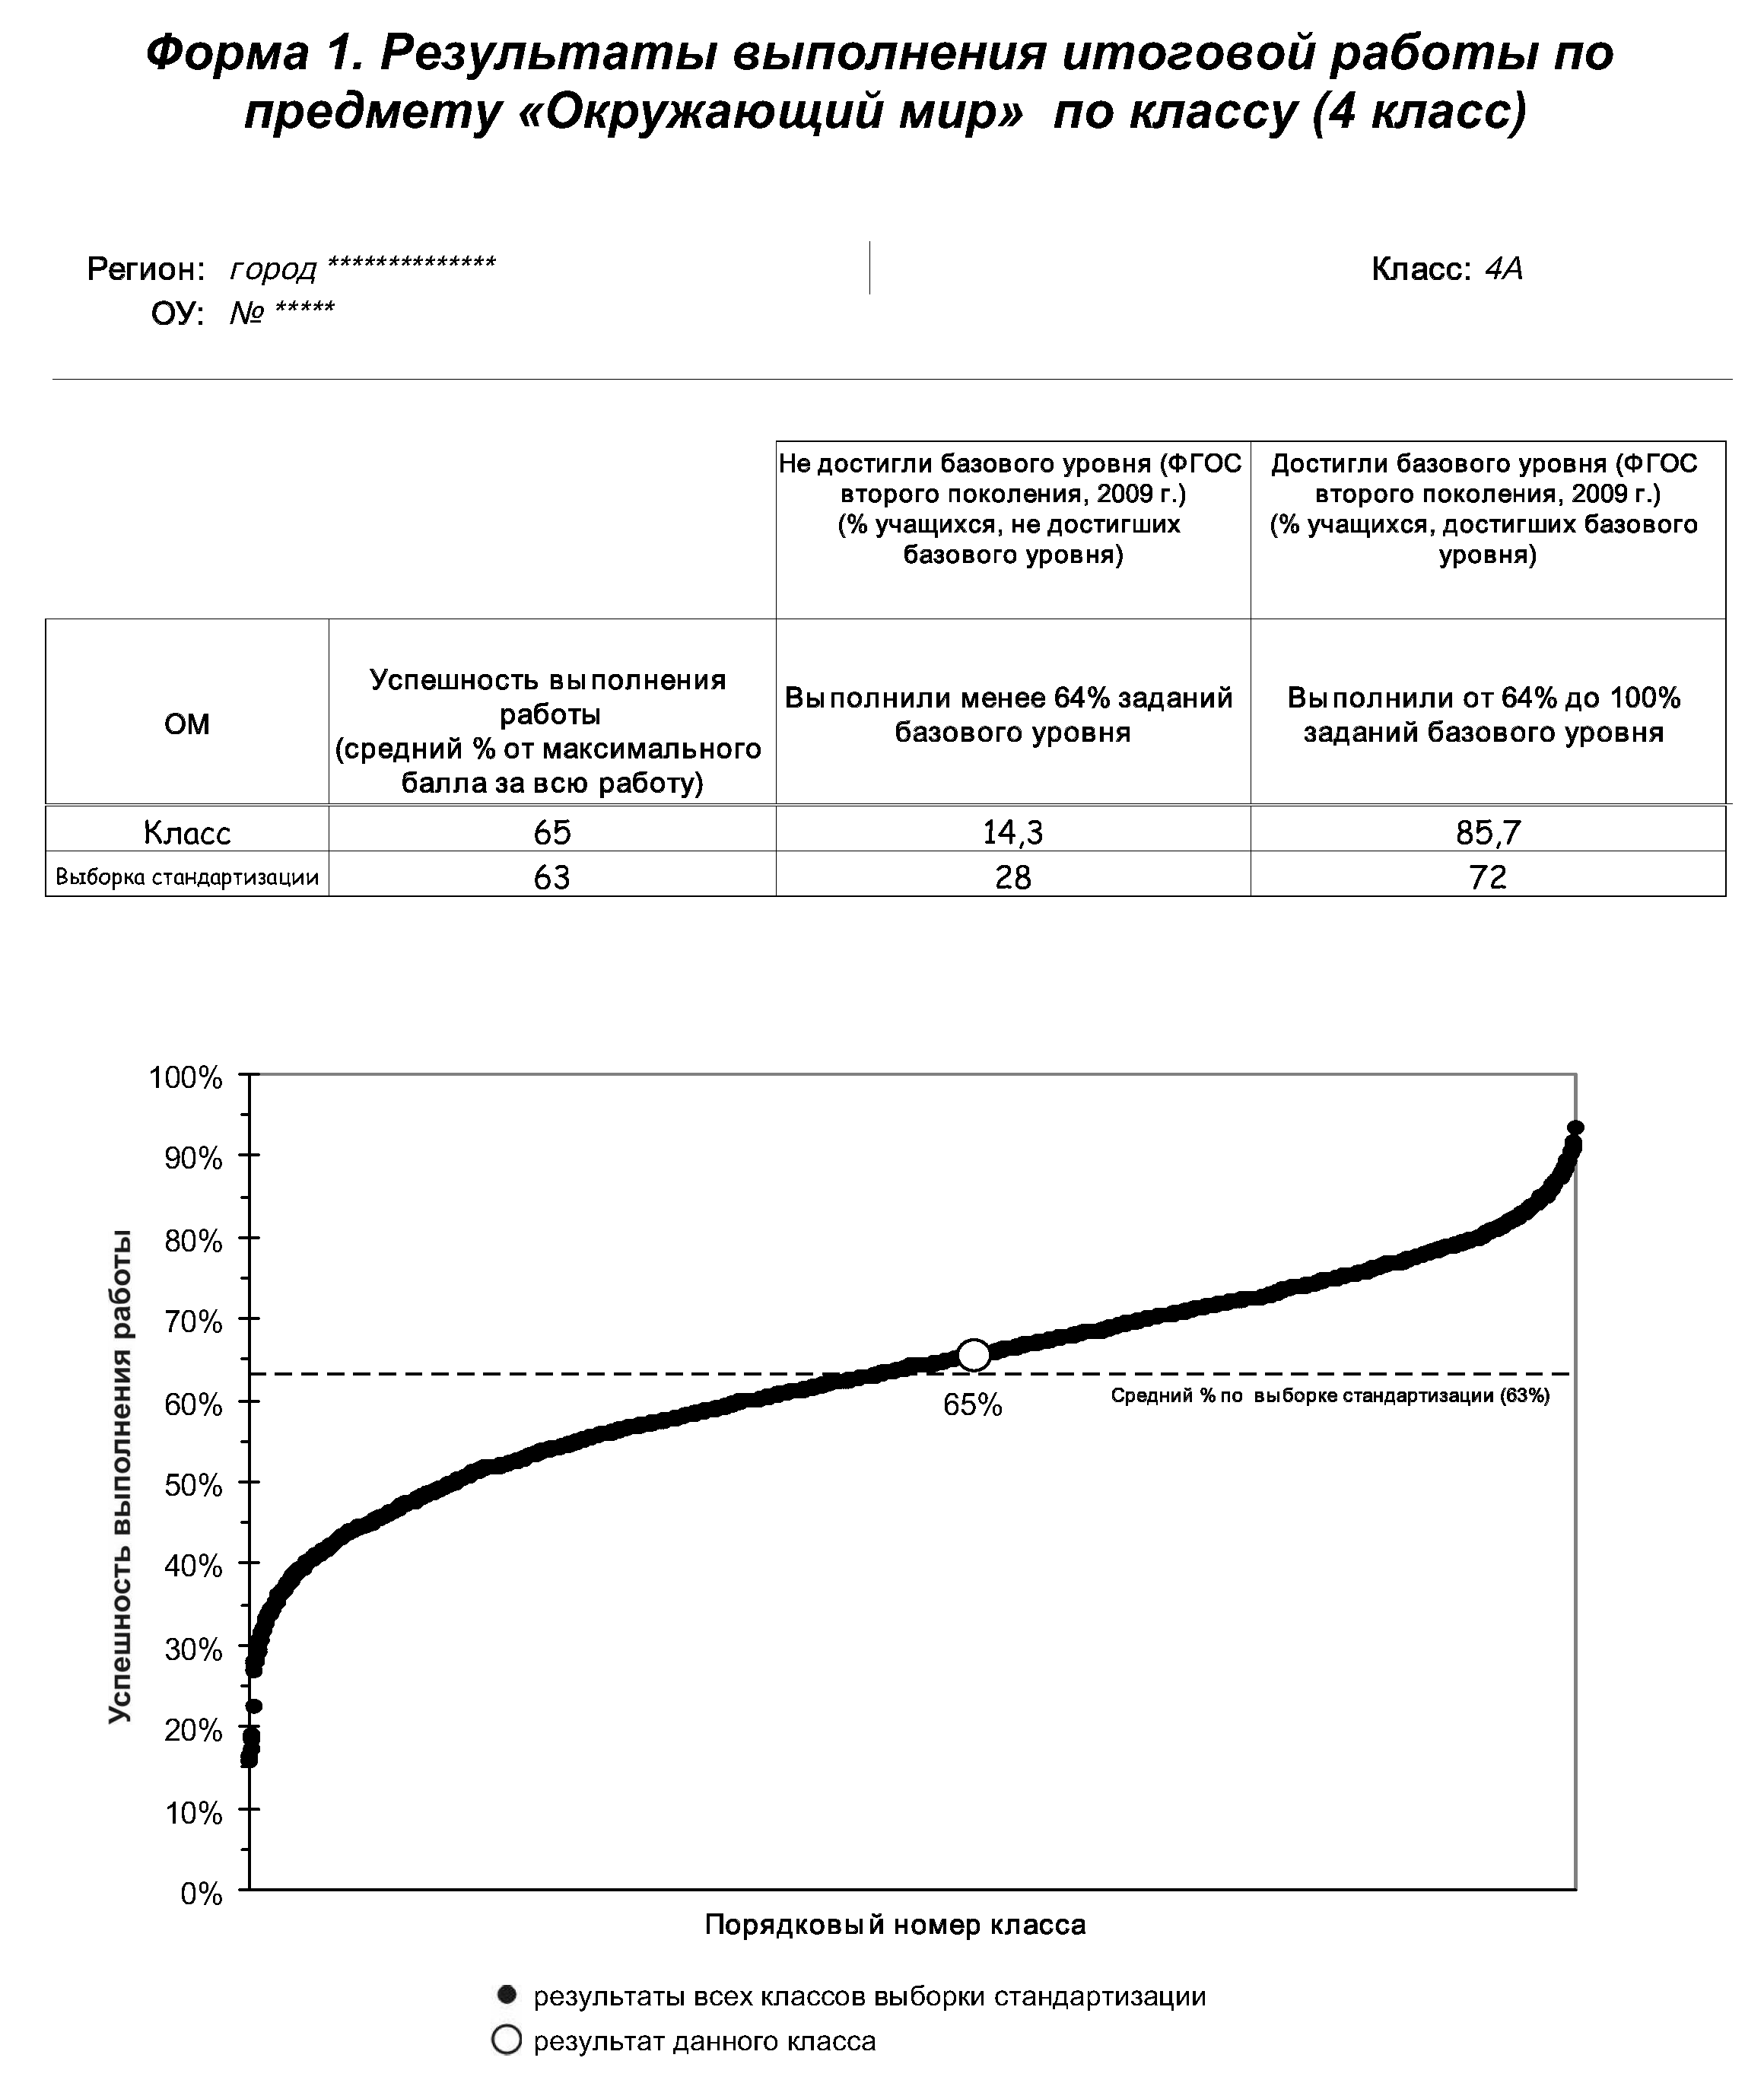 Форма 1. Результаты выполнения итоговой работы по
предмету «Окружающий мир» по классу (4 класс)
Регион: город **************
Класс: 4А
ОУ: № *****
Не достигли базового уровня (ФГОС
второго поколения, 2009 г.)
(% учащихся, не достигших
базового уровня)
Достигли базового уровня (ФГОС
второго поколения, 2009 г.)
(% учащихся, достигших базового
уровня)
ОМ
Успешность выполнения
работы
(средний % от максимального
балла за всю работу)
Выполнили менее 64% заданий
базового уровня
Выполнили от 64% до 100%
заданий базового уровня
Класс 65 14,3 85,7
Выборка стандартизации 63 28 72
Успешность выполнения работы
100%
90%
80%
70%
60%
50%
40%
30%
20%
10%
0%
65%
Средний % по выборке стандартизации (63%)
Порядковый номер класса
результаты всех классов выборки стандартизации
результат данного класса